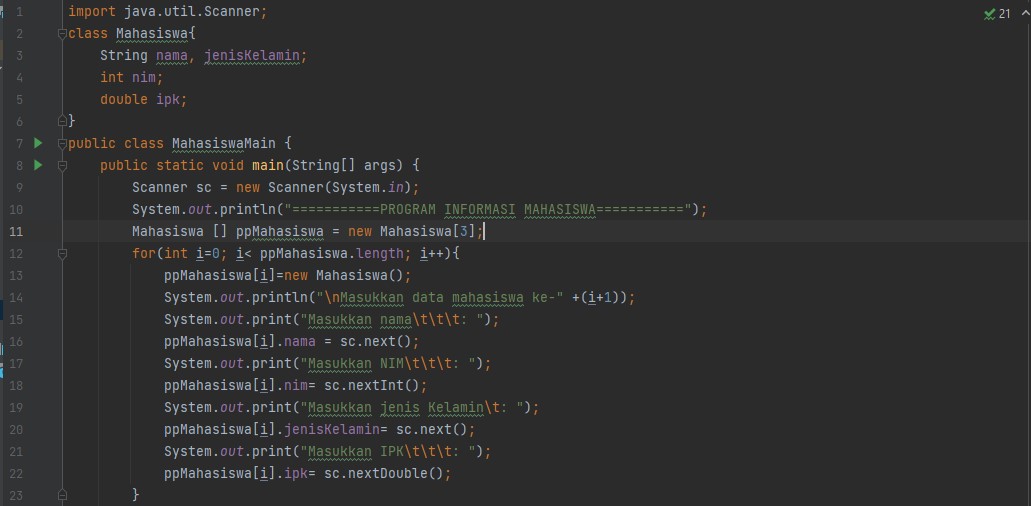 1 import java.util.Scanner;
21
2 class Mahasiswa{
3 String nama, jenisKelamin;
4 int nim;
5 double ipk;
6 }
7 public class MahasiswaMain {
8 public static void main(String[] args) {
9 Scanner sc = new Scanner(System.in);
10 System.out.println("===========PROGRAM INFORMASI MAHASISWA===========");
11 Mahasiswa [] ppMahasiswa = new Mahasiswa[3];
12 for(int i=0; i< ppMahasiswa.length; i++){
13 ppMahasiswa[i]=new Mahasiswa();
14 System.out.println("\nMasukkan data mahasiswa ke-" +(i+1));
15 System.out.print("Masukkan nama\t\t\t: ");
16 ppMahasiswa[i].nama = sc.next();
17 System.out.print("Masukkan NIM\t\t\t: ");
18 ppMahasiswa[i].nim= sc.nextInt();
19 System.out.print("Masukkan jenis Kelamin\t: ");
20 ppMahasiswa[i].jenisKelamin= sc.next();
21 System.out.print("Masukkan IPK\t\t\t: ");
22 ppMahasiswa[i].ipk= sc.nextDouble();
23 }